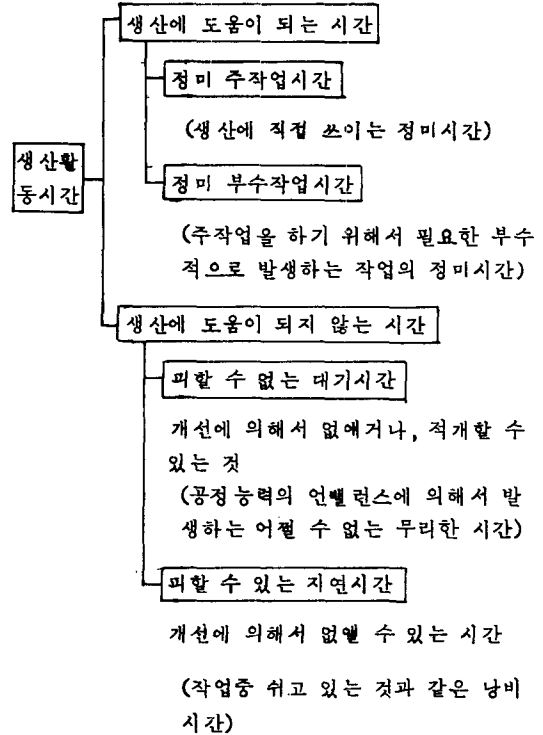 생산에 도움이 되는 시간
정미 주작업시간
(생산에 직접 쓰이는 정미시간)
생산활
동시간
정미 부수작업시간
(주작업을 하기 위해서 필요한 부수
적으로 발생하는 작업의 정미시간)
생산에 도움이 되지 않는 시간
피할 수 없는 대기시간
개선에 의해서 없애거나, 적개할 수
있는 것
(공정능력의 언밸런스에 의해서 발
생하는 어쩔 수 없는 무리한 시간)
피할 수 있는 지연시간
개선에 의해서 없앨 수 있는 시간
(작업중 쉬고 있는 것과 같은 낭비
시간)